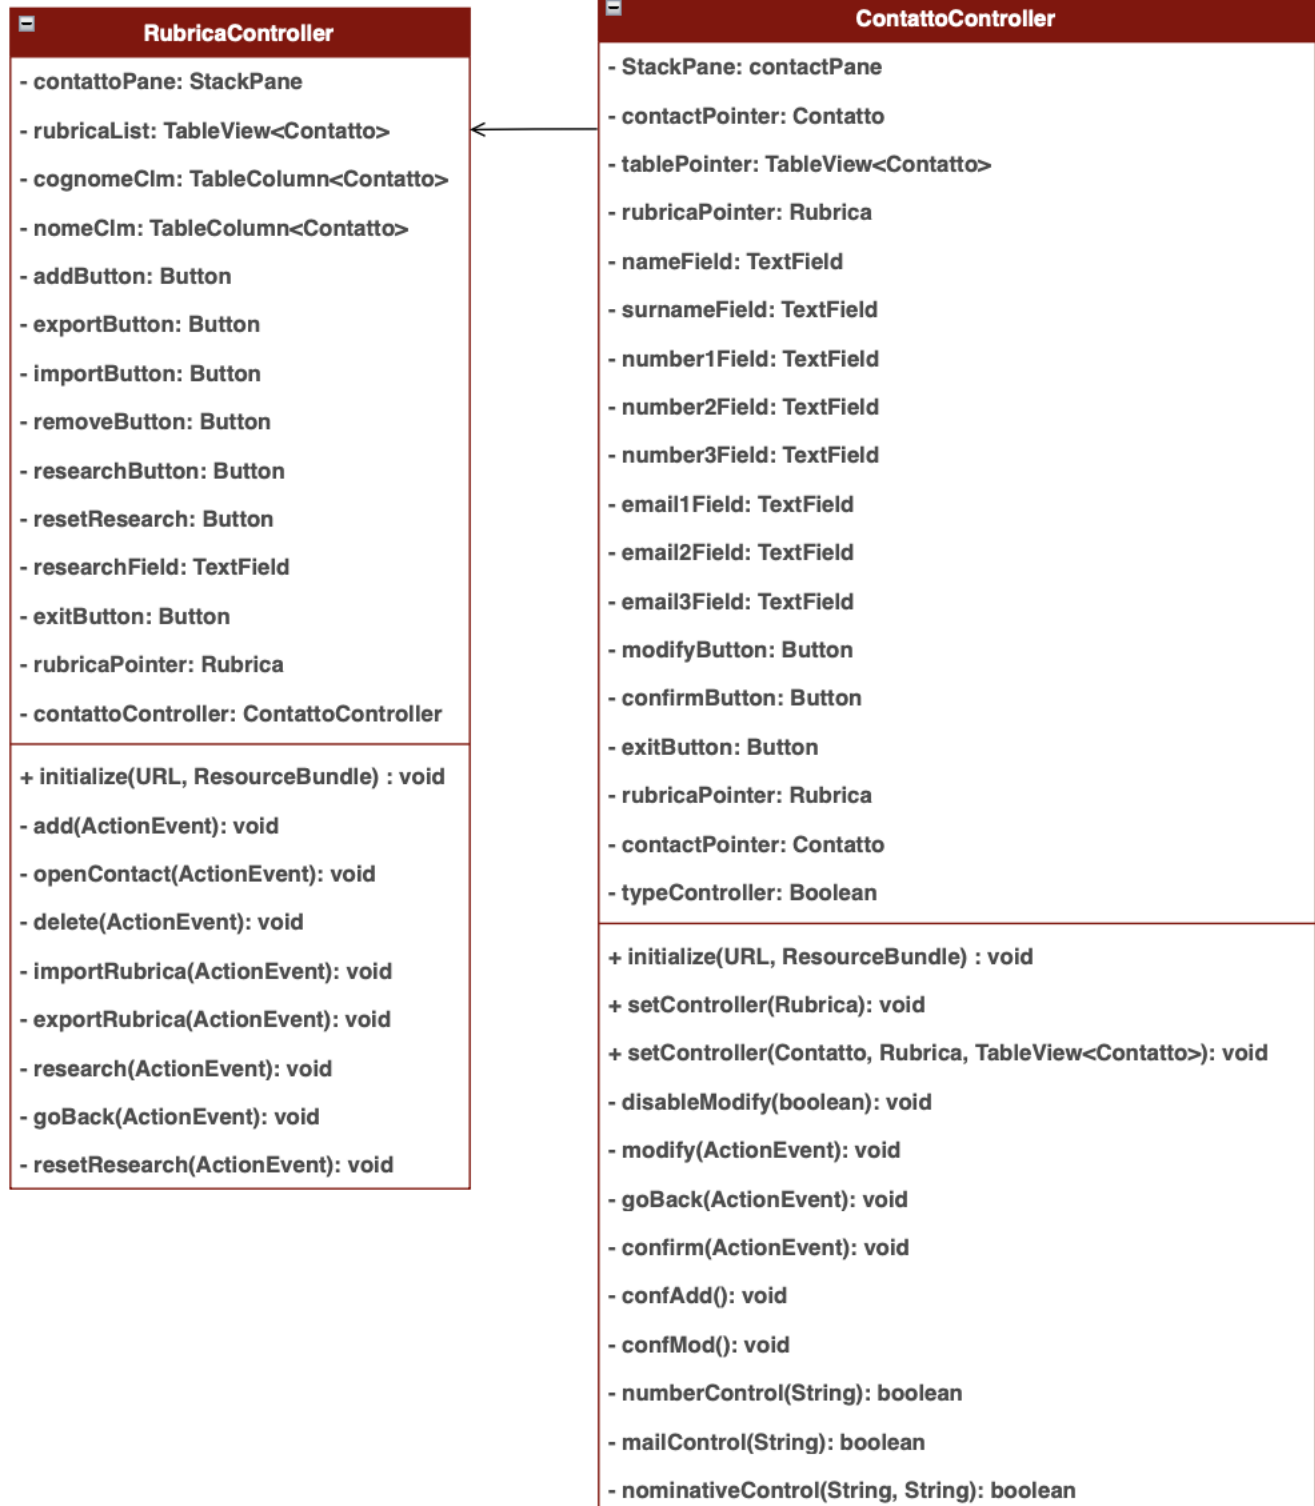 RubricaController
- contattoPane: StackPane
- rubricaList: TableView<Contatto>
- cognomeClm: TableColumn<Contatto>
- nomeClm: TableColumn<Contatto>
- addButton: Button
- exportButton: Button
- importButton: Button
- removeButton: Button
- researchButton: Button
- resetResearch: Button
- researchField: TextField
- exitButton: Button
- rubricaPointer: Rubrica
- contattoController: ContattoController
+ initialize(URL, ResourceBundle) : void
- add(ActionEvent): void
- openContact(ActionEvent): void
- delete(ActionEvent): void
- importRubrica(ActionEvent): void
- exportRubrica(ActionEvent): void
- research(ActionEvent): void
- goBack(ActionEvent): void
- resetResearch(ActionEvent): void
ContattoController
- StackPane: contactPane
- contactPointer: Contatto
- tablePointer: TableView<Contatto>
- rubricaPointer: Rubrica
- nameField: TextField
- surnameField: TextField
- number1Field: TextField
- number2Field: TextField
- number3Field: TextField
- email1Field: TextField
- email2Field: TextField
- email3Field: TextField
- modifyButton: Button
- confirmButton: Button
- exitButton: Button
- rubricaPointer: Rubrica
- contactPointer: Contatto
- typeController: Boolean
+ initialize(URL, ResourceBundle) : void
+ setController(Rubrica): void
+ setController(Contatto, Rubrica, TableView<Contatto>): void
- disableModify(boolean): void
- modify(ActionEvent): void
- goBack(ActionEvent): void
- confirm(ActionEvent): void
- confAdd(): void
- confMod(): void
- numberControl(String): boolean
- mailControl(String): boolean
- nominativeControl(String, String): boolean